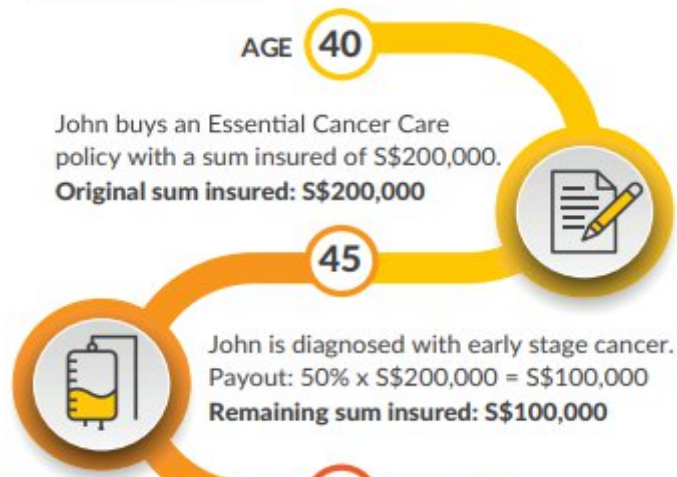 AGE 40
John buys an Essential Cancer Care
policy with a sum insured of S$200,000.
Original sum insured: S$200,000
45
John is diagnosed with early stage cancer.
Payout: 50% x S$200,000 = S$100,000
Remaining sum insured: S$100,000